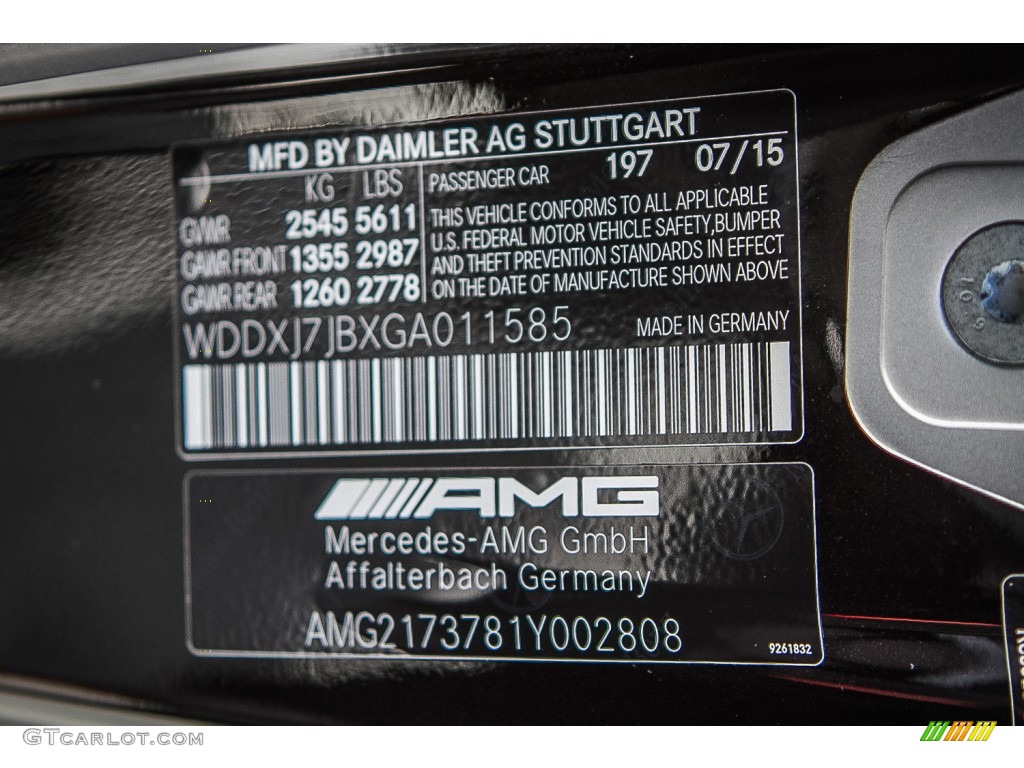 MFD BY DAIMLER AG STUTTGART
KG LBS
GVWR 2545 5611
GAWR FRONT 1355 2987
GAWR REAR 1260 2778
PASSENGER CAR 197 07/15
THIS VEHICLE CONFORMS TO ALL APPLICABLE
U.S. FEDERAL MOTOR VEHICLE SAFETY,BUMPER
AND THEFT PREVENTION STANDARDS IN EFFECT
ON THE DATE OF MANUFACTURE SHOWN ABOVE
WDDXJ7JBXGA011585 MADE IN GERMANY
AMG
Mercedes-AMG GmbH
Affalterbach Germany
AMG2173781Y002808
9261832
GTCARLOT.COM